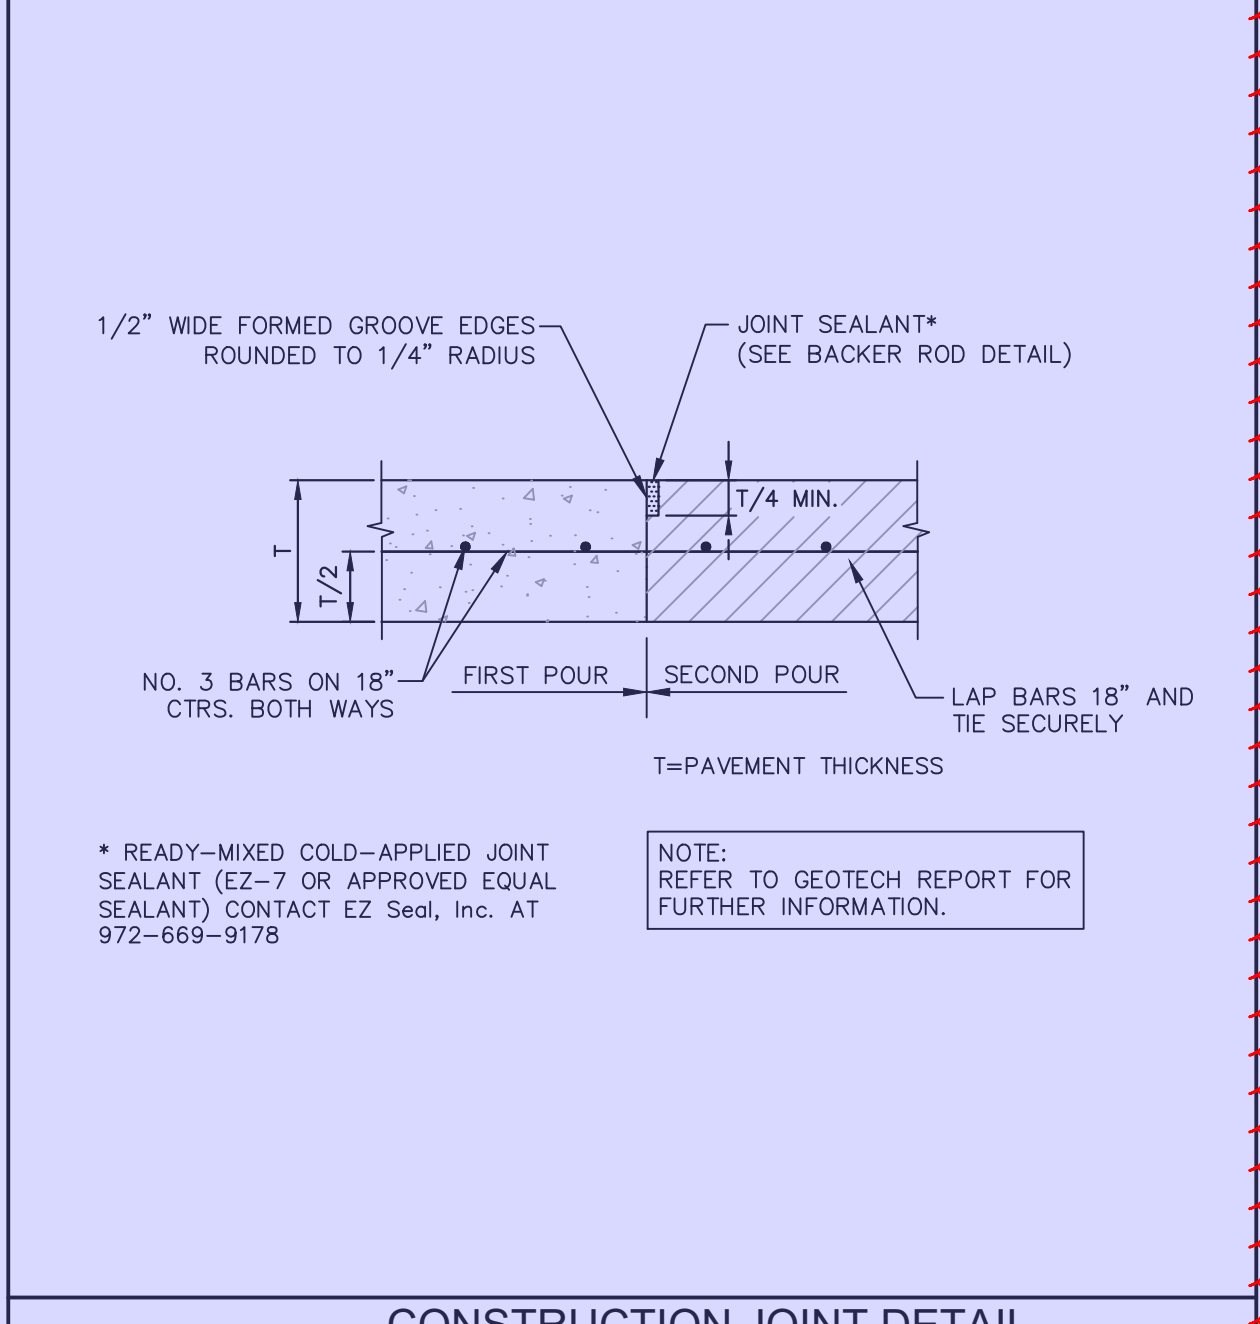 1/2” WIDE FORMED GROOVE EDGES
ROUNDED TO 1/4” RADIUS
JOINT SEALANT*
(SEE BACKER ROD DETAIL)
T/4 MIN.
T
T/2
NO. 3 BARS ON 18”
CTRS. BOTH WAYS
FIRST POUR
SECOND POUR
LAP BARS 18” AND
TIE SECURELY
T=PAVEMENT THICKNESS
* READY–MIXED COLD–APPLIED JOINT
SEALANT (EZ–7 OR APPROVED EQUAL
SEALANT) CONTACT EZ Seal, Inc. AT
972–669–9178
NOTE:
REFER TO GEOTECH REPORT FOR
FURTHER INFORMATION.
CONSTRUCTION JOINT DETAIL